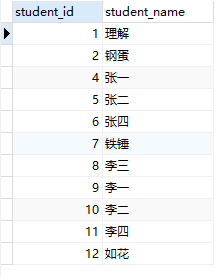 student_id student_name
1 理解
2 钢蛋
4 张一
5 张二
6 张四
7 铁锤
8 李三
9 李一
10 李二
11 李四
12 如花